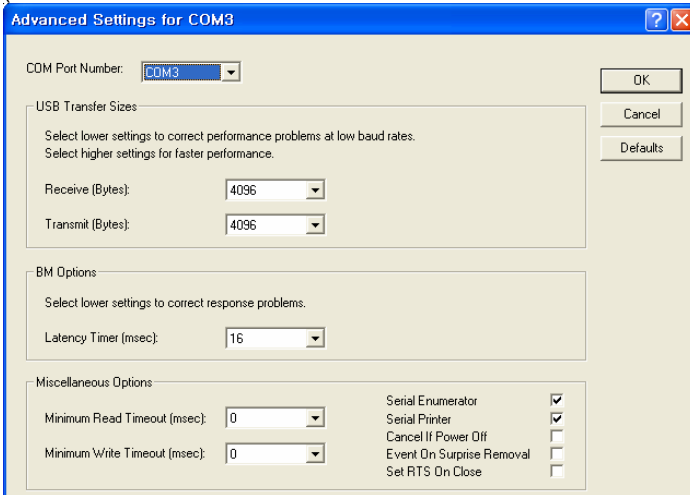 Advanced Settings for COM3
COM Port Number: COM3
OK
USB Transfer Sizes
Cancel
Select lower settings to correct performance problems at low baud rates.
Select higher settings for faster performance.
Defaults
Receive (Bytes): 4096
Transmit (Bytes): 4096
BM Options
Select lower settings to correct response problems.
Latency Timer (msec): 16
Miscellaneous Options
Minimum Read Timeout (msec): 0
Minimum Write Timeout (msec): 0
Serial Enumerator
Serial Printer
Cancel If Power Off
Event On Surprise Removal
Set RTS On Close